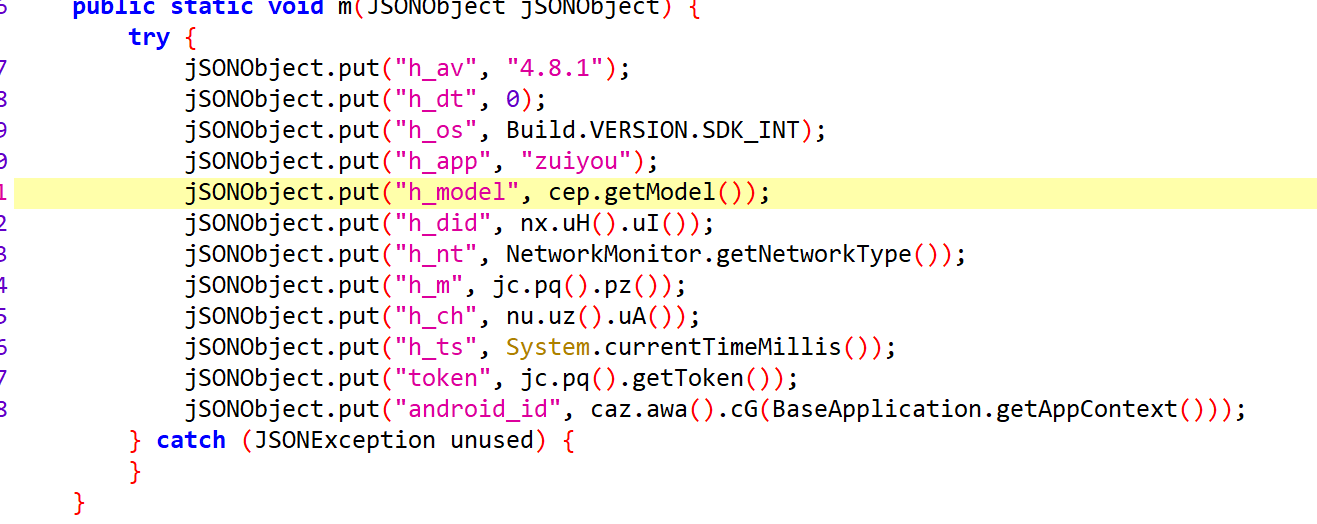 6 public static void m(JSONObject jSONObject) {
try {
7 jSONObject.put("h_av", "4.8.1");
8 jSONObject.put("h_dt", 0);
9 jSONObject.put("h_os", Build.VERSION.SDK_INT);
0 jSONObject.put("h_app", "zuiyou");
1 jSONObject.put("h_model", cep.getModel());
2 jSONObject.put("h_did", nx.uH().uI());
3 jSONObject.put("h_nt", NetworkMonitor.getNetworkType());
4 jSONObject.put("h_m", jc.pq().pz());
5 jSONObject.put("h_ch", nu.uz().uA());
6 jSONObject.put("h_ts", System.currentTimeMillis());
7 jSONObject.put("token", jc.pq().getToken());
8 jSONObject.put("android_id", caz.awa().cG(BaseApplication.getAppContext()));
} catch (JSONException unused) {
}
}